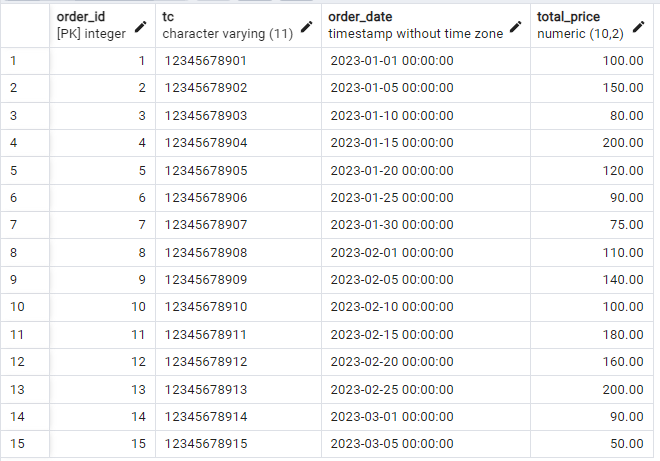 order_id tc order_date total_price
[PK] integer character varying (11) timestamp without time zone numeric (10,2)
1 1 12345678901 2023-01-01 00:00:00 100.00
2 2 12345678902 2023-01-05 00:00:00 150.00
3 3 12345678903 2023-01-10 00:00:00 80.00
4 4 12345678904 2023-01-15 00:00:00 200.00
5 5 12345678905 2023-01-20 00:00:00 120.00
6 6 12345678906 2023-01-25 00:00:00 90.00
7 7 12345678907 2023-01-30 00:00:00 75.00
8 8 12345678908 2023-02-01 00:00:00 110.00
9 9 12345678909 2023-02-05 00:00:00 140.00
10 10 12345678910 2023-02-10 00:00:00 100.00
11 11 12345678911 2023-02-15 00:00:00 180.00
12 12 12345678912 2023-02-20 00:00:00 160.00
13 13 12345678913 2023-02-25 00:00:00 200.00
14 14 12345678914 2023-03-01 00:00:00 90.00
15 15 12345678915 2023-03-05 00:00:00 50.00